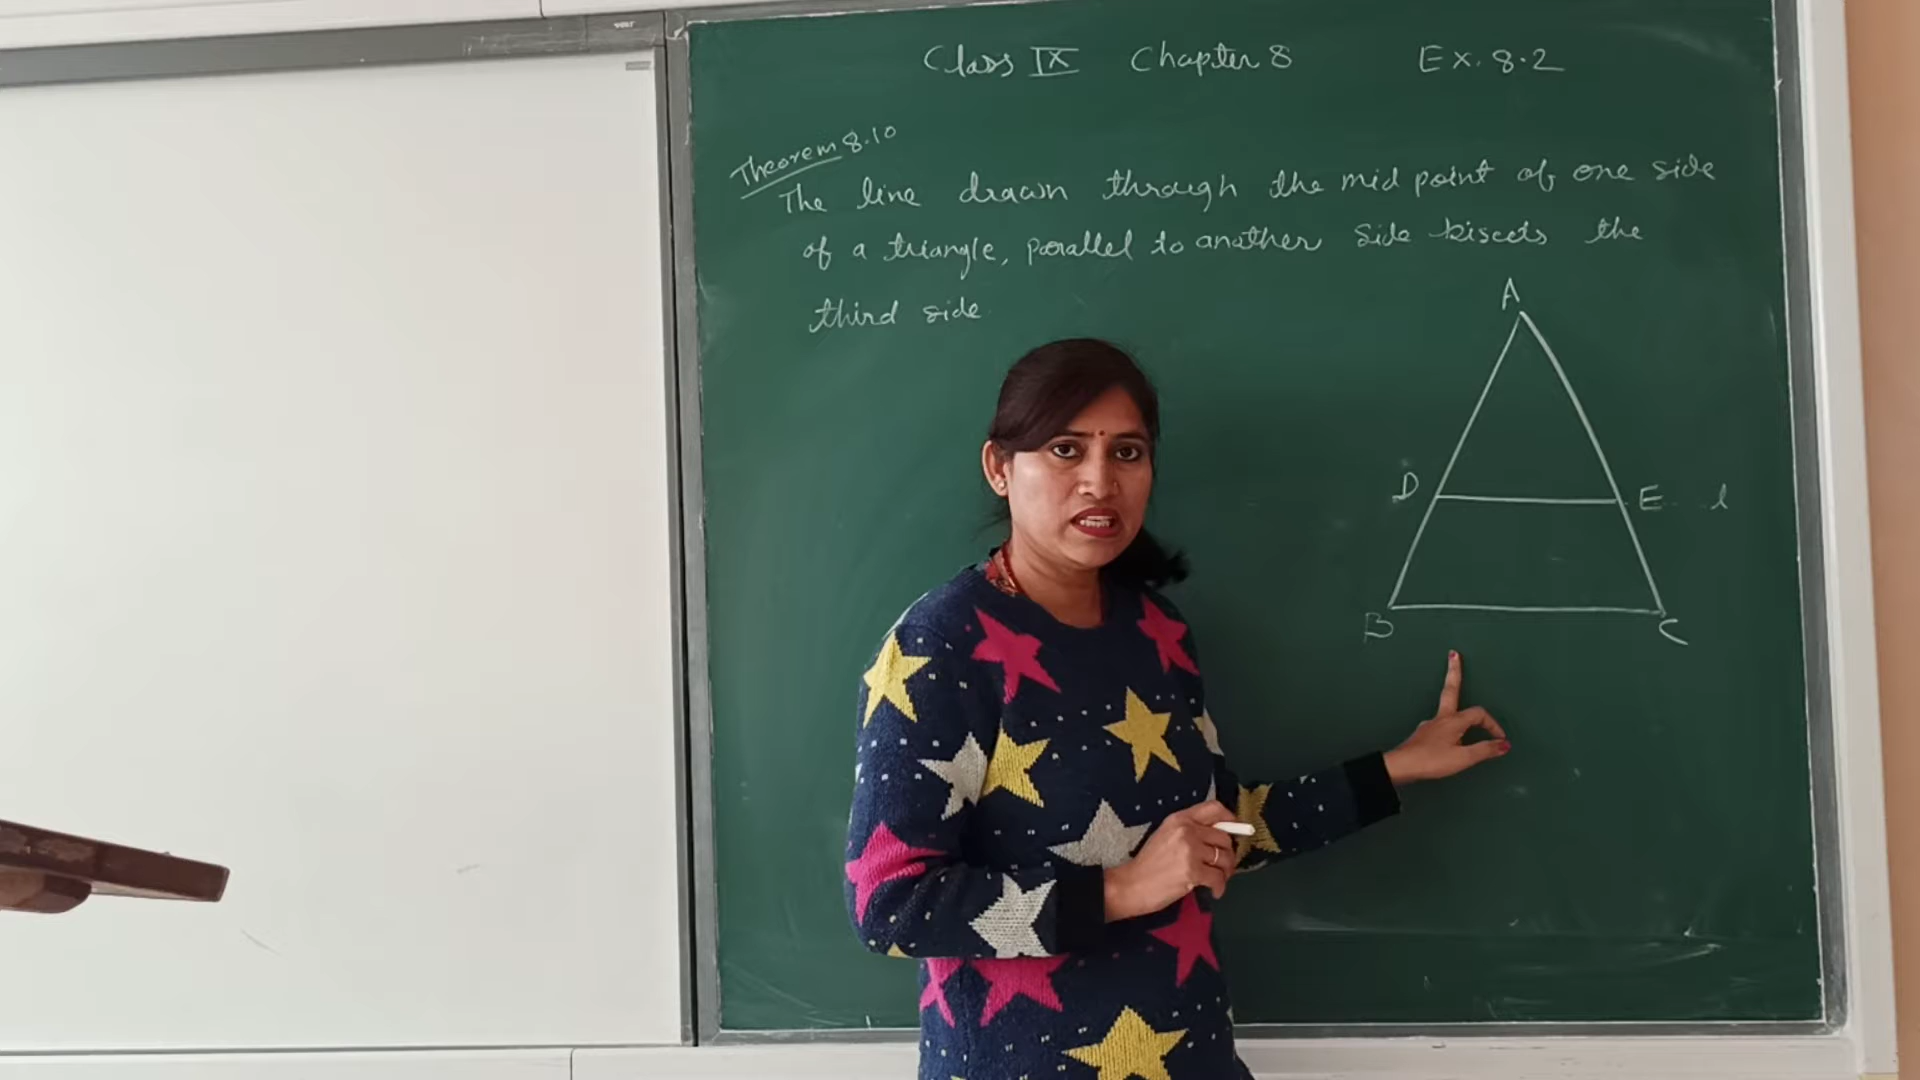 Class IX Chapter 8 Ex. 8.2
Theorem 8.10
The line drawn through the mid point of one side
of a triangle, parallel to another side bisects the
third side
A
D E l
B C